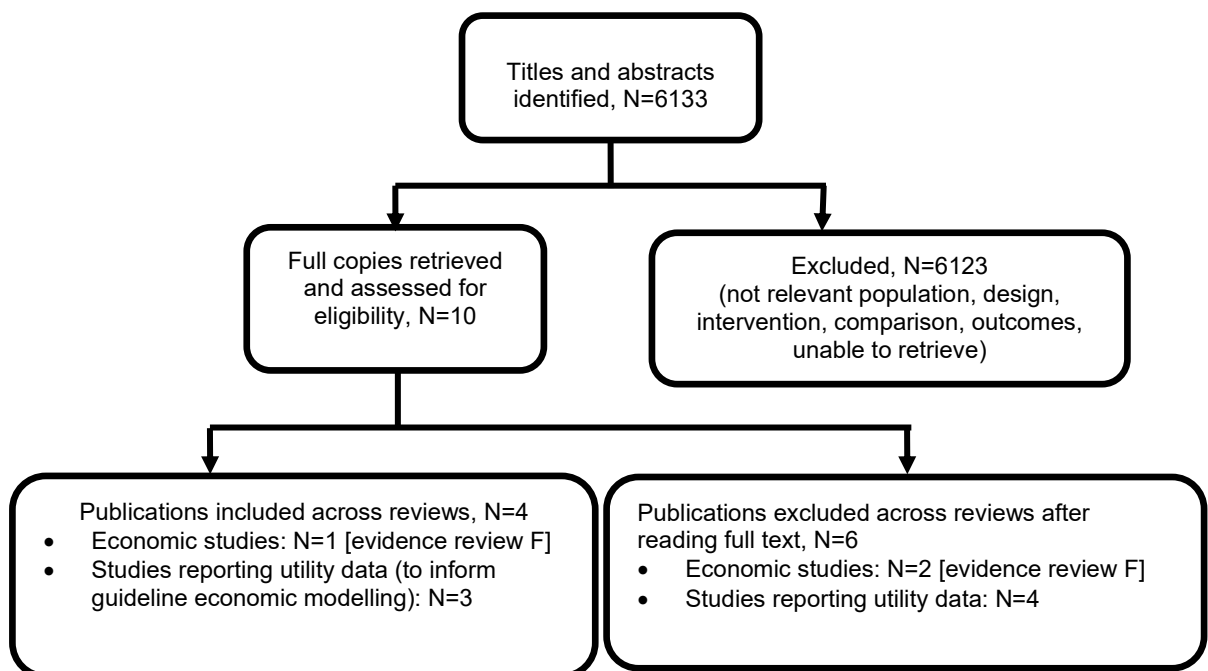 Titles and abstracts
identified, N=6133
Full copies retrieved
and assessed for
eligibility, N=10
Excluded, N=6123
(not relevant population, design,
intervention, comparison, outcomes,
unable to retrieve)
Publications included across reviews, N=4
• Economic studies: N=1 [evidence review F]
• Studies reporting utility data (to inform
guideline economic modelling): N=3
Publications excluded across reviews after
reading full text, N=6
• Economic studies: N=2 [evidence review F]
• Studies reporting utility data: N=4